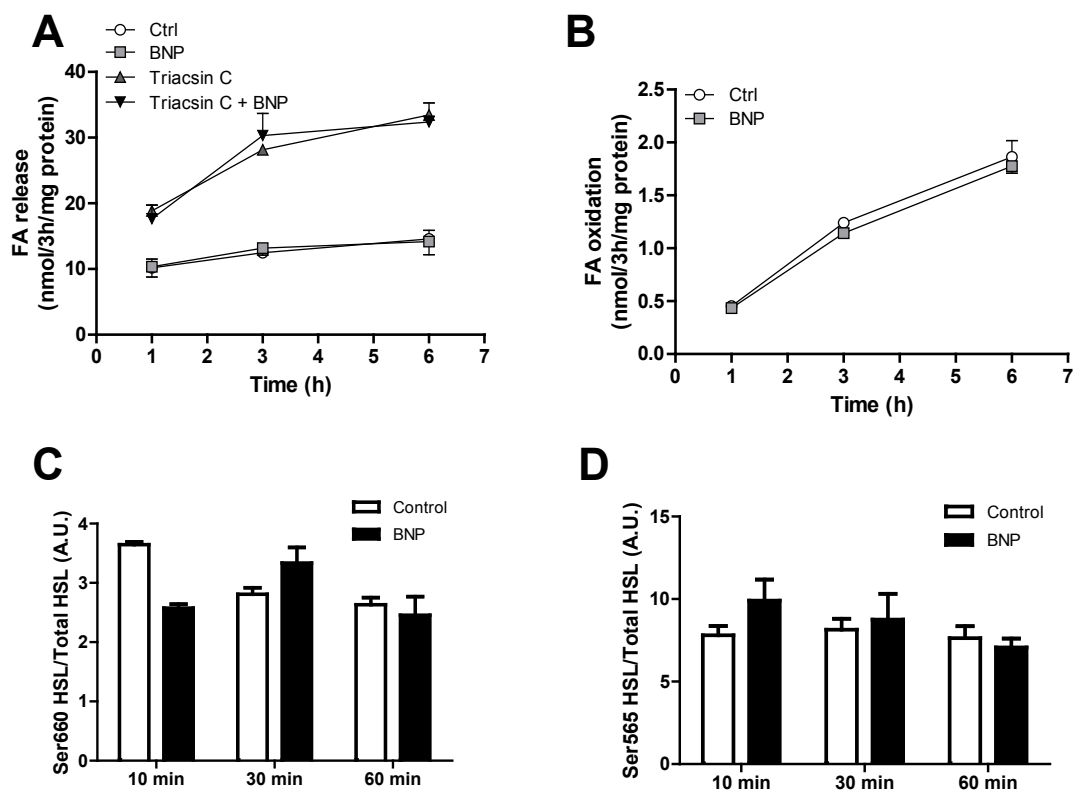 A
Ctrl
BNP
Triacsin C
Triacsin C + BNP
FA release
(nmol/3h/mg protein)
40
30
20
10
0
0 1 2 3 4 5 6 7
Time (h)
B
Ctrl
BNP
FA oxidation
(nmol/3h/mg protein)
2.5
2.0
1.5
1.0
0.5
0.0
0 1 2 3 4 5 6 7
Time (h)
C
Control
BNP
Ser660 HSL/Total HSL (A.U.)
4
3
2
1
0
10 min 30 min 60 min
D
Control
BNP
Ser565 HSL/Total HSL (A.U.)
15
10
5
0
10 min 30 min 60 min